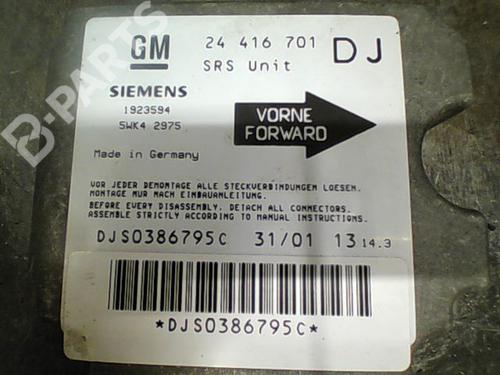 GM
24 416 701 DJ
SRS Unit
SIEMENS
1923594
5WK4 2975
VORNE
FORWARD
Made in Germany
VOR JEDER DEMONTAGE ALLE STECKVERBINDUNGEN LOESEN.
MONTAGE NUR NACH EINBAUANLEITUNG.
BEFORE EVERY DISASSEMBLY. DETACH ALL CONNECTORS.
ASSEMBLE STRICTLY ACCORDING TO MANUAL INSTRUCTIONS.
DJS0386795C 31/01 13 14.3
*DJS0386795C*
B-PARTS